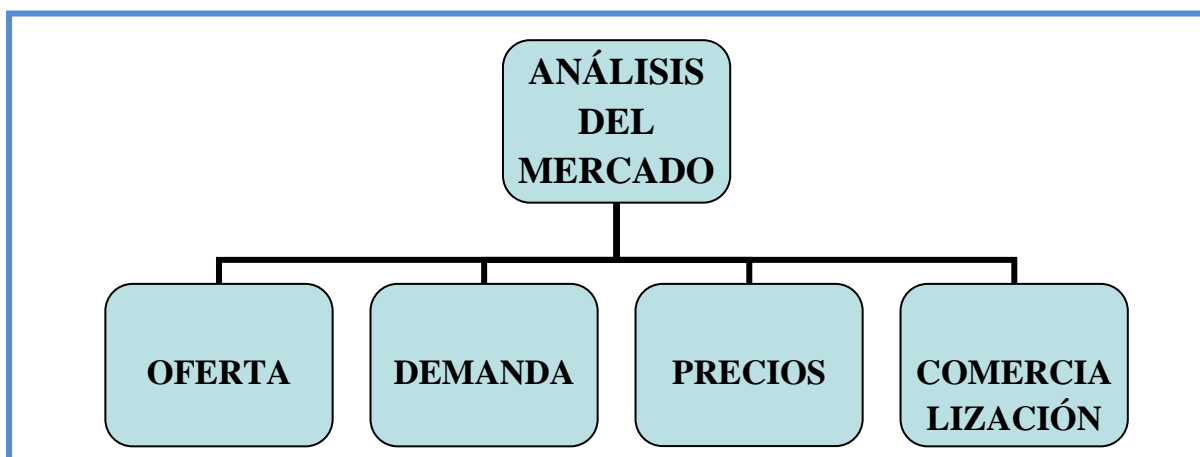 ANÁLISIS
DEL
MERCADO
OFERTA
DEMANDA
PRECIOS
COMERCIA
LIZACIÓN